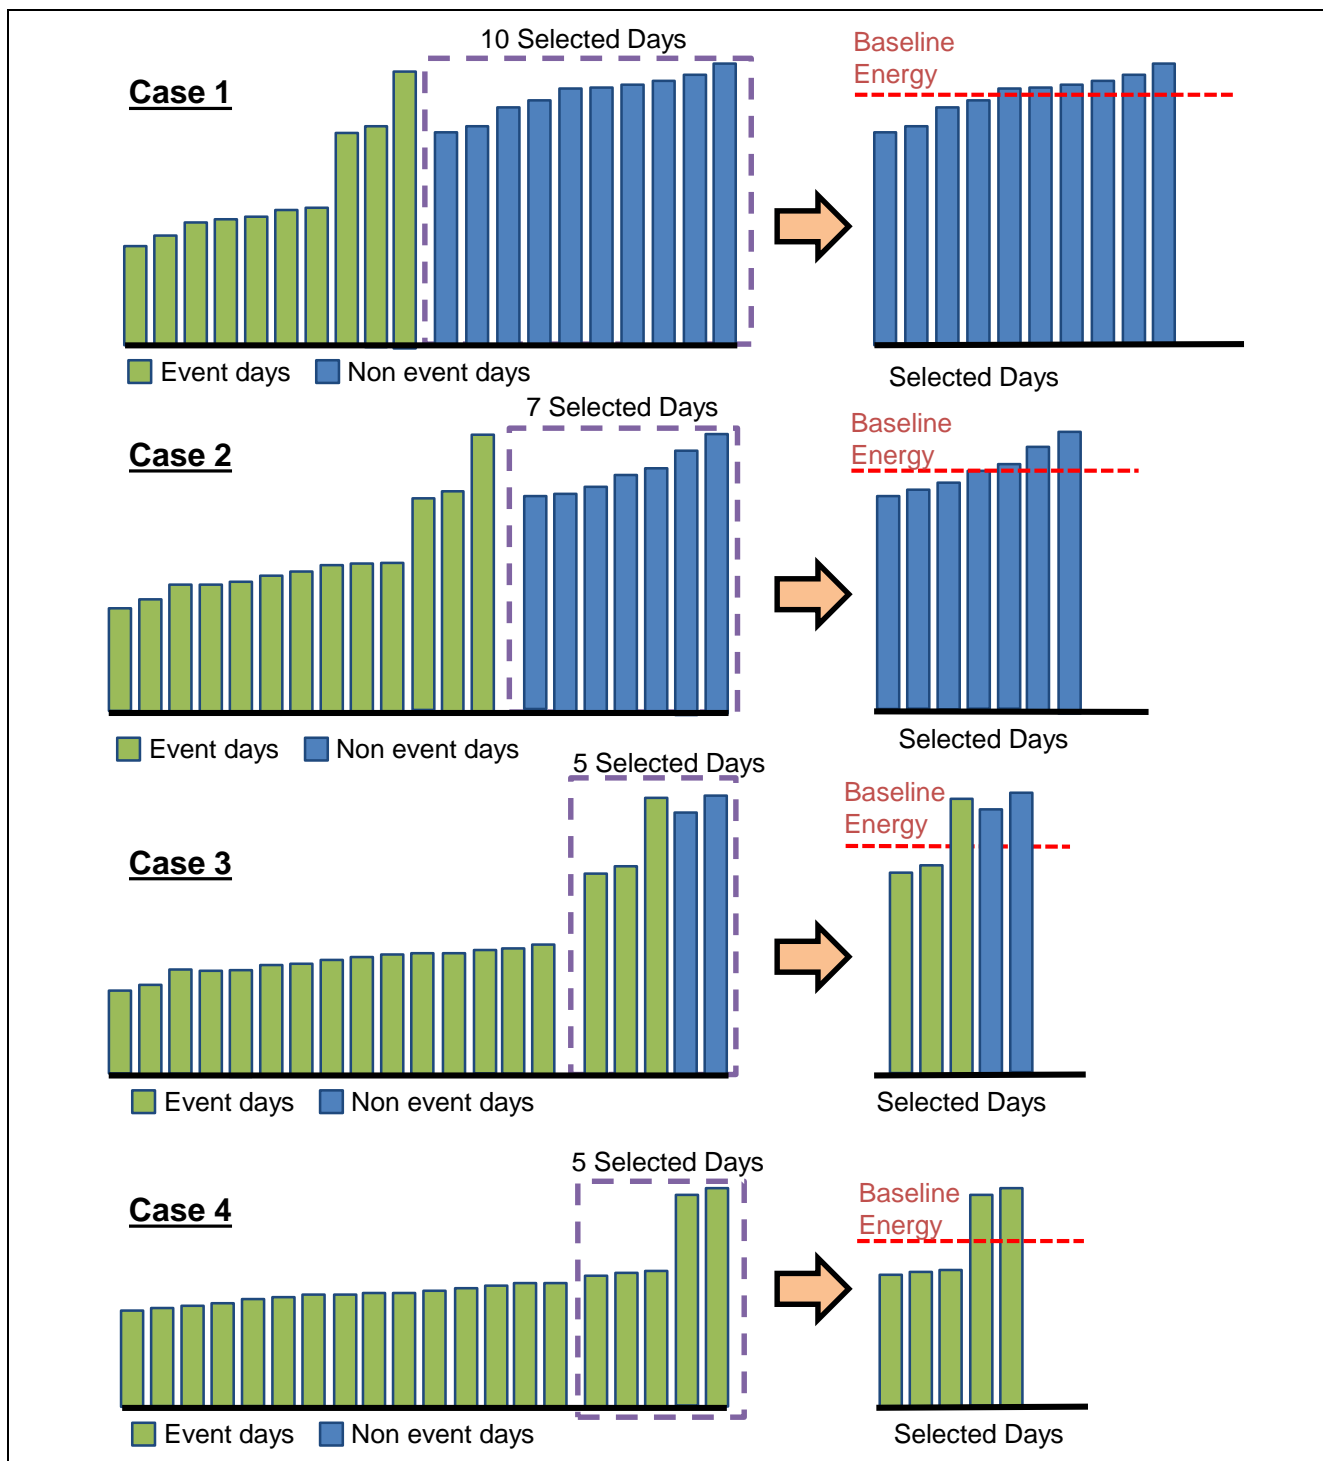 10 Selected Days
Case 1
Baseline
Energy
Event days
Non event days
Selected Days
7 Selected Days
Case 2
Baseline
Energy
Event days
Non event days
Selected Days
5 Selected Days
Case 3
Baseline
Energy
Event days
Non event days
Selected Days
5 Selected Days
Case 4
Baseline
Energy
Event days
Non event days
Selected Days